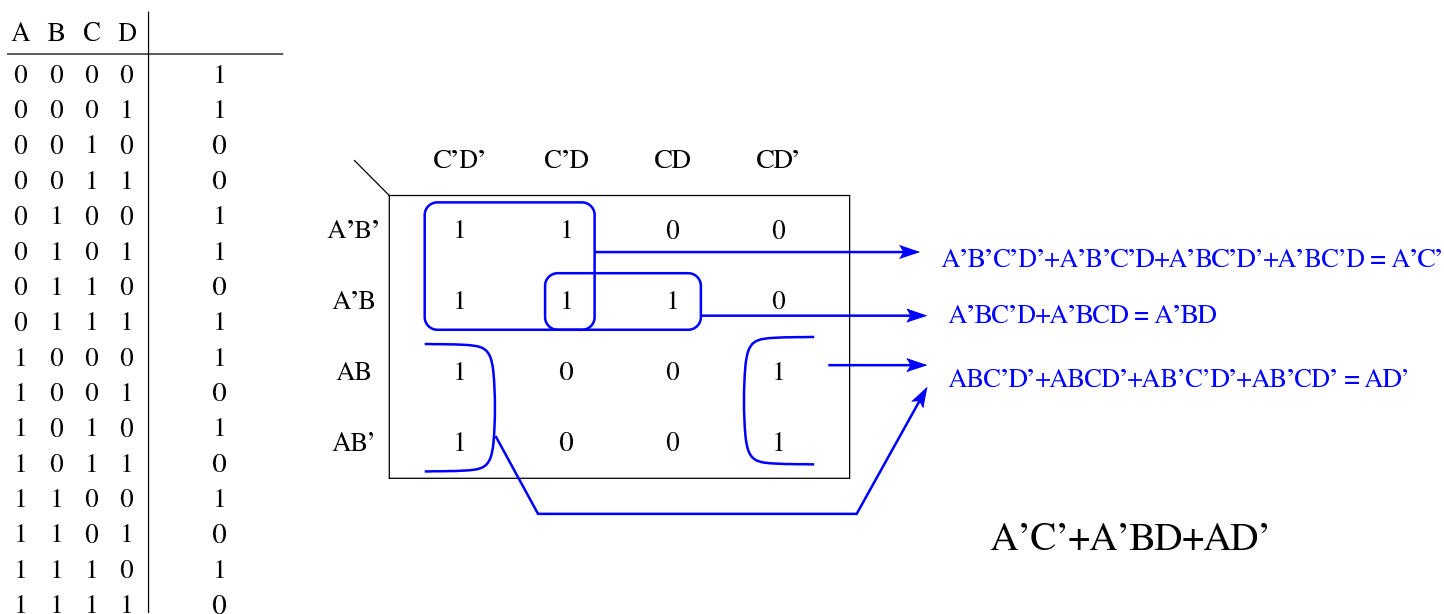 A B C D
0 0 0 0 1
0 0 0 1 1
0 0 1 0 0
0 0 1 1 0
0 1 0 0 1
0 1 0 1 1
0 1 1 0 0
0 1 1 1 1
1 0 0 0 1
1 0 0 1 0
1 0 1 0 1
1 0 1 1 0
1 1 0 0 1
1 1 0 1 0
1 1 1 0 1
1 1 1 1 0
C’D’ C’D CD CD’
A’B’ 1 1 0 0
A’B 1 1 1 0
AB 1 0 0 1
AB’ 1 0 0 1
A’B’C’D’+A’B’C’D+A’BC’D’+A’BC’D = A’C’
A’BC’D+A’BCD = A’BD
ABC’D’+ABCD’+AB’C’D’+AB’CD’ = AD’
A’C’+A’BD+AD’